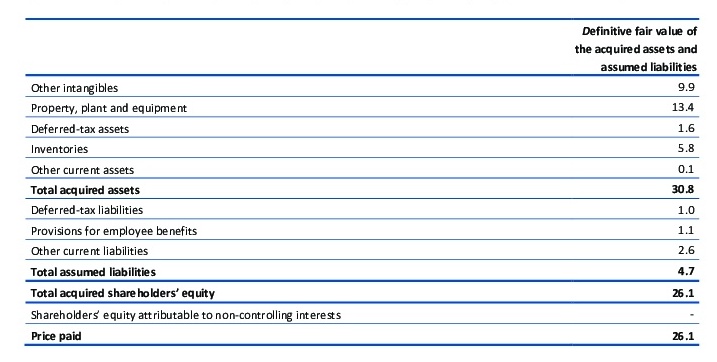 Definitive fair value of
the acquired assets and
assumed liabilities
Other intangibles 9.9
Property, plant and equipment 13.4
Deferred-tax assets 1.6
Inventories 5.8
Other current assets 0.1
Total acquired assets 30.8
Deferred-tax liabilities 1.0
Provisions for employee benefits 1.1
Other current liabilities 2.6
Total assumed liabilities 4.7
Total acquired shareholders’ equity 26.1
Shareholders’ equity attributable to non-controlling interests -
Price paid 26.1